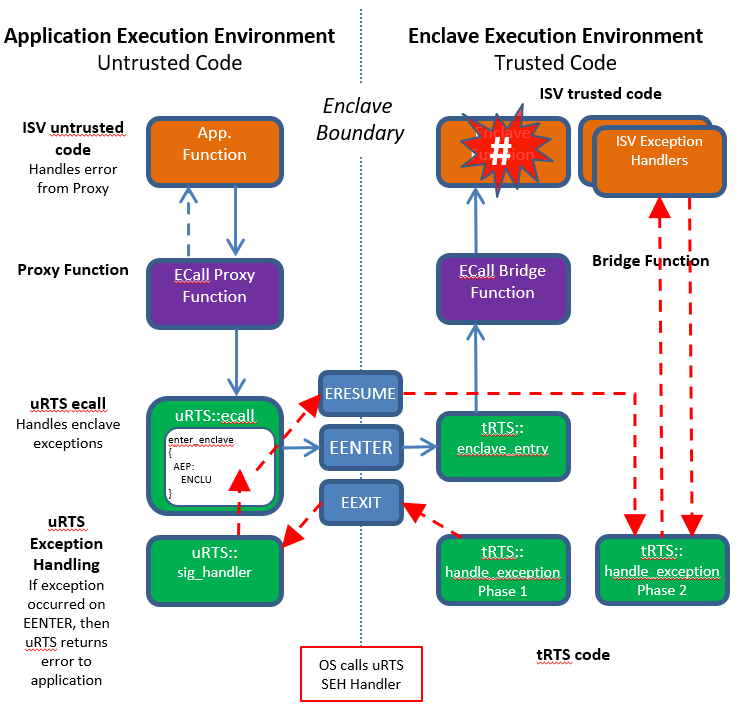 Application Execution Environment
Untrusted Code
Enclave Execution Environment
Trusted Code
ISV trusted code
Enclave
Boundary
ISV untrusted
code
Handles error
from Proxy
App.
Function
Enclave
Function
#
ISV Exception
Handlers
Proxy Function
ECall Proxy
Function
ECall Bridge
Function
Bridge Function
uRTS ecall
Handles enclave
exceptions
uRTS::ecall
enter_enclave
{
AEP:
ENCLU
}
ERESUME
EENTER
EEXIT
tRTS::
enclave_entry
uRTS
Exception
Handling
If exception
occurred on
EENTER, then
uRTS returns
error to
application
uRTS::
sig_handler
tRTS::
handle_exception
Phase 1
tRTS::
handle_exception
Phase 2
OS calls uRTS
SEH Handler
tRTS code